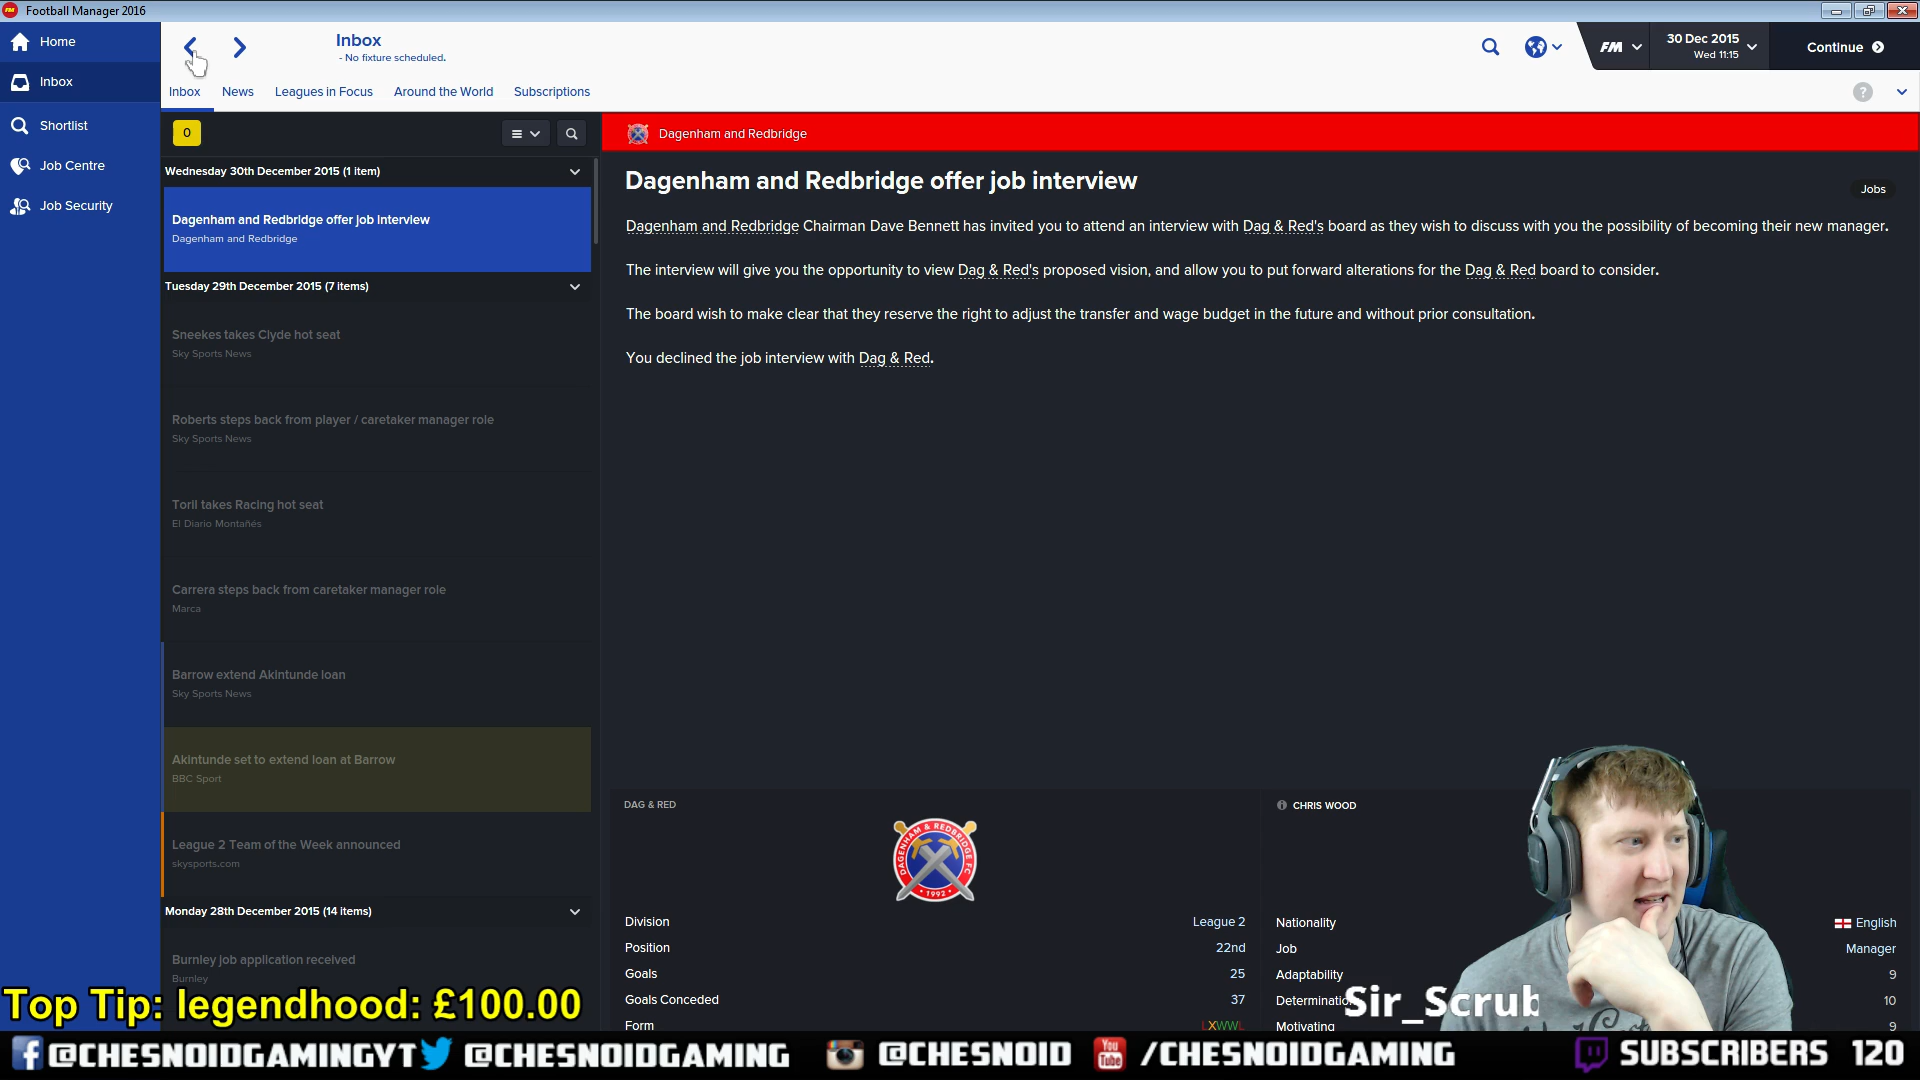 Football Manager 2016
Home
Inbox
Shortlist
Job Centre
Job Security
Inbox
- No fixture scheduled.
FM
30 Dec 2015
Wed 11:15
Continue
Inbox
News
Leagues in Focus
Around the World
Subscriptions
?
0
Wednesday 30th December 2015 (1 item)
Dagenham and Redbridge offer job interview
Dagenham and Redbridge
Tuesday 29th December 2015 (7 items)
Sneekes takes Clyde hot seat
Sky Sports News
Roberts steps back from player / caretaker manager role
Sky Sports News
Toril takes Racing hot seat
El Diario Montañés
Carrera steps back from caretaker manager role
Marca
Barrow extend Akintunde loan
Sky Sports News
Akintunde set to extend loan at Barrow
BBC Sport
League 2 Team of the Week announced
skysports.com
Monday 28th December 2015 (14 items)
Burnley job application received
Burnley
Dagenham and Redbridge
Dagenham and Redbridge offer job interview
Jobs
Dagenham and Redbridge Chairman Dave Bennett has invited you to attend an interview with Dag & Red's board as they wish to discuss with you the possibility of becoming their new manager.
The interview will give you the opportunity to view Dag & Red's proposed vision, and allow you to put forward alterations for the Dag & Red board to consider.
The board wish to make clear that they reserve the right to adjust the transfer and wage budget in the future and without prior consultation.
You declined the job interview with Dag & Red.
DAG & RED
DAGENHAM & REDBRIDGE FC
1992
Division League 2
Position 22nd
Goals 25
Goals Conceded 37
Form LXWWL
CHRIS WOOD
Nationality English
Job Manager
Adaptability 9
Determination 10
Motivating 9
Top Tip: legendhood: £100.00
Sir_Scrub
@CHESNOIDGAMINGYT
@CHESNOIDGAMING
@CHESNOID
You Tube
/CHESNOIDGAMING
SUBSCRIBERS 120